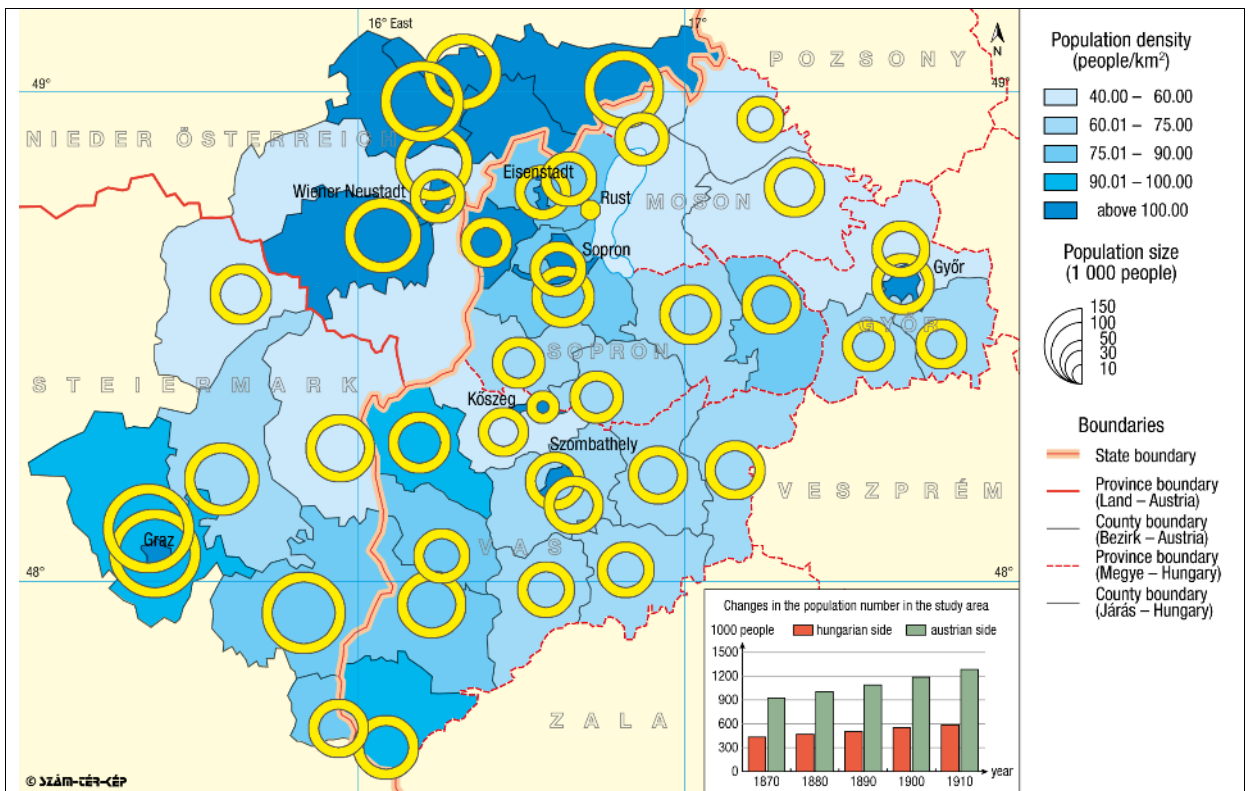 16° East
17°
N
49°
49°
POZSONY
NIEDER ÖSTERREICH
Eisenstadt
Wiener-Neustadt
Rust
MOSON
Sopron
Győr
GYŐR
SOPRON
STEIERMARK
Kőszeg
Szombathely
VESZPRÉM
Graz
VAS
48°
48°
ZALA
© SZÁM-TÉR-KÉP
Changes in the population number in the study area
1000 people
hungarian side
austrian side
1500
1200
900
600
300
0
1870
1880
1890
1900
1910
year
Population density
(people/km²)
40.00 – 60.00
60.01 – 75.00
75.01 – 90.00
90.01 – 100.00
above 100.00
Population size
(1 000 people)
150
100
50
30
10
Boundaries
State boundary
Province boundary
(Land – Austria)
County boundary
(Bezirk – Austria)
Province boundary
(Megye – Hungary)
County boundary
(Járás – Hungary)